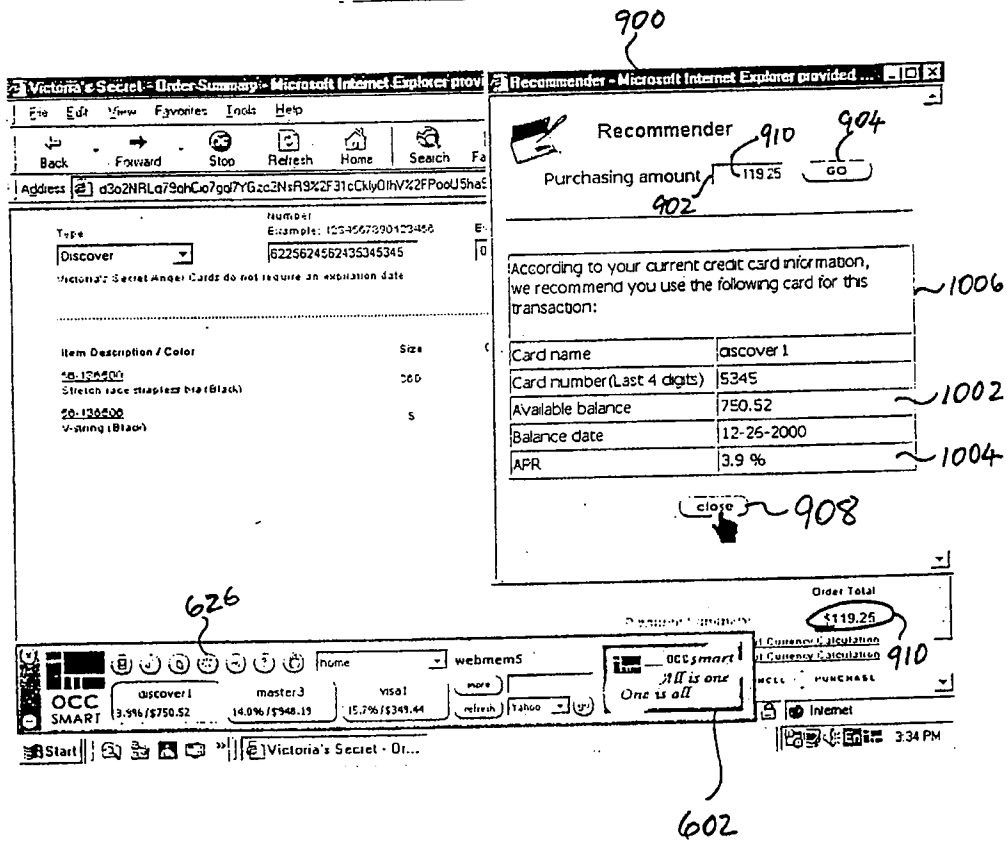 900
Victoria's Secret - Order Summary - Microsoft Internet Explorer prov
File Edit View Favorites Tools Help
Back Forward Stop Refresh Home Search Fa
Address
Type
Number
Example: 1234567890123456
Discover
6225624562435345345
Victoria's Secret Angel Cards do not require an expiration date
Item Description / Color Size
Stretch lace strapless bra (Black)
V-string (Black) S
Recommender - Microsoft Internet Explorer provided ...
Recommender
910
904
Purchasing amount 119.25 GO
902
According to your current credit card information,
we recommend you use the following card for this
transaction:
1006
Card name discover 1
Card number(Last 4 digits) 5345
Available balance 750.52
1002
Balance date 12-26-2000
APR 3.9 %
1004
close
908
Order Total
$119.25
Currency Calculation
Currency Calculation
910
PURCHASE
626
OCC
SMART
home
webmem5
discover1
3.9%/$750.52
master3
14.0%/$948.19
visa1
15.7%/$349.44
more
refresh
Yahoo
occsmart
All is one
One is all
Internet
Start
Victoria's Secret - Or...
3:34 PM
602